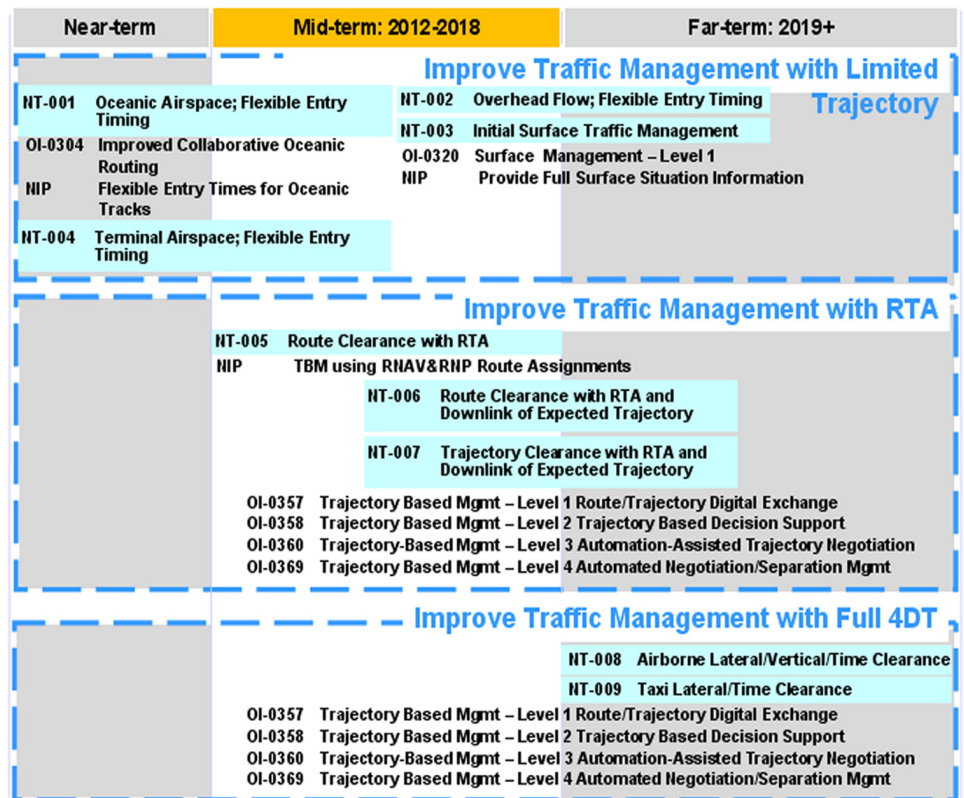 Near-term
Mid-term: 2012-2018
Far-term: 2019+
Improve Traffic Management with Limited
Trajectory
NT-001 Oceanic Airspace; Flexible Entry
Timing
OI-0304 Improved Collaborative Oceanic
Routing
NIP Flexible Entry Times for Oceanic
Tracks
NT-004 Terminal Airspace; Flexible Entry
Timing
NT-002 Overhead Flow; Flexible Entry Timing
NT-003 Initial Surface Traffic Management
OI-0320 Surface Management – Level 1
NIP Provide Full Surface Situation Information
Improve Traffic Management with RTA
NT-005 Route Clearance with RTA
NIP TBM using RNAV&RNP Route Assignments
NT-006 Route Clearance with RTA and
Downlink of Expected Trajectory
NT-007 Trajectory Clearance with RTA and
Downlink of Expected Trajectory
OI-0357 Trajectory Based Mgmt – Level 1 Route/Trajectory Digital Exchange
OI-0358 Trajectory Based Mgmt – Level 2 Trajectory Based Decision Support
OI-0360 Trajectory-Based Mgmt – Level 3 Automation-Assisted Trajectory Negotiation
OI-0369 Trajectory Based Mgmt – Level 4 Automated Negotiation/Separation Mgmt
Improve Traffic Management with Full 4DT
NT-008 Airborne Lateral/Vertical/Time Clearance
NT-009 Taxi Lateral/Time Clearance
OI-0357 Trajectory Based Mgmt – Level 1 Route/Trajectory Digital Exchange
OI-0358 Trajectory Based Mgmt – Level 2 Trajectory Based Decision Support
OI-0360 Trajectory-Based Mgmt – Level 3 Automation-Assisted Trajectory Negotiation
OI-0369 Trajectory Based Mgmt – Level 4 Automated Negotiation/Separation Mgmt